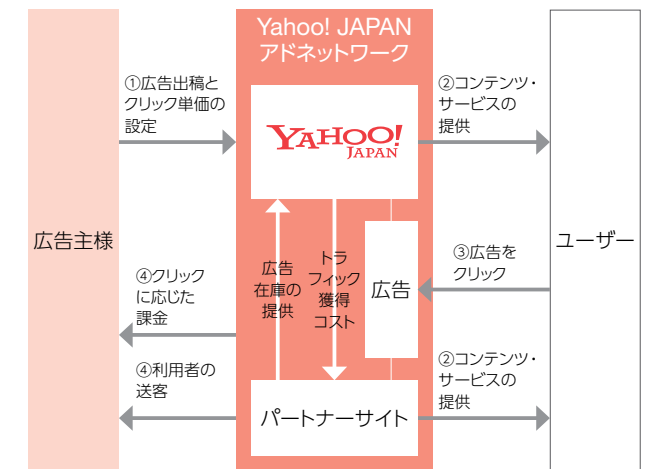 Yahoo! JAPAN
アドネットワーク
①広告出稿と
クリック単価の
設定
②コンテンツ・
サービスの
提供
YAHOO!
JAPAN
広告主様
ユーザー
③広告を
クリック
広告
在庫の
提供
トラ
フィック
獲得
コスト
広告
④クリック
に応じた
課金
④利用者の
送客
②コンテンツ・
サービスの
提供
パートナーサイト